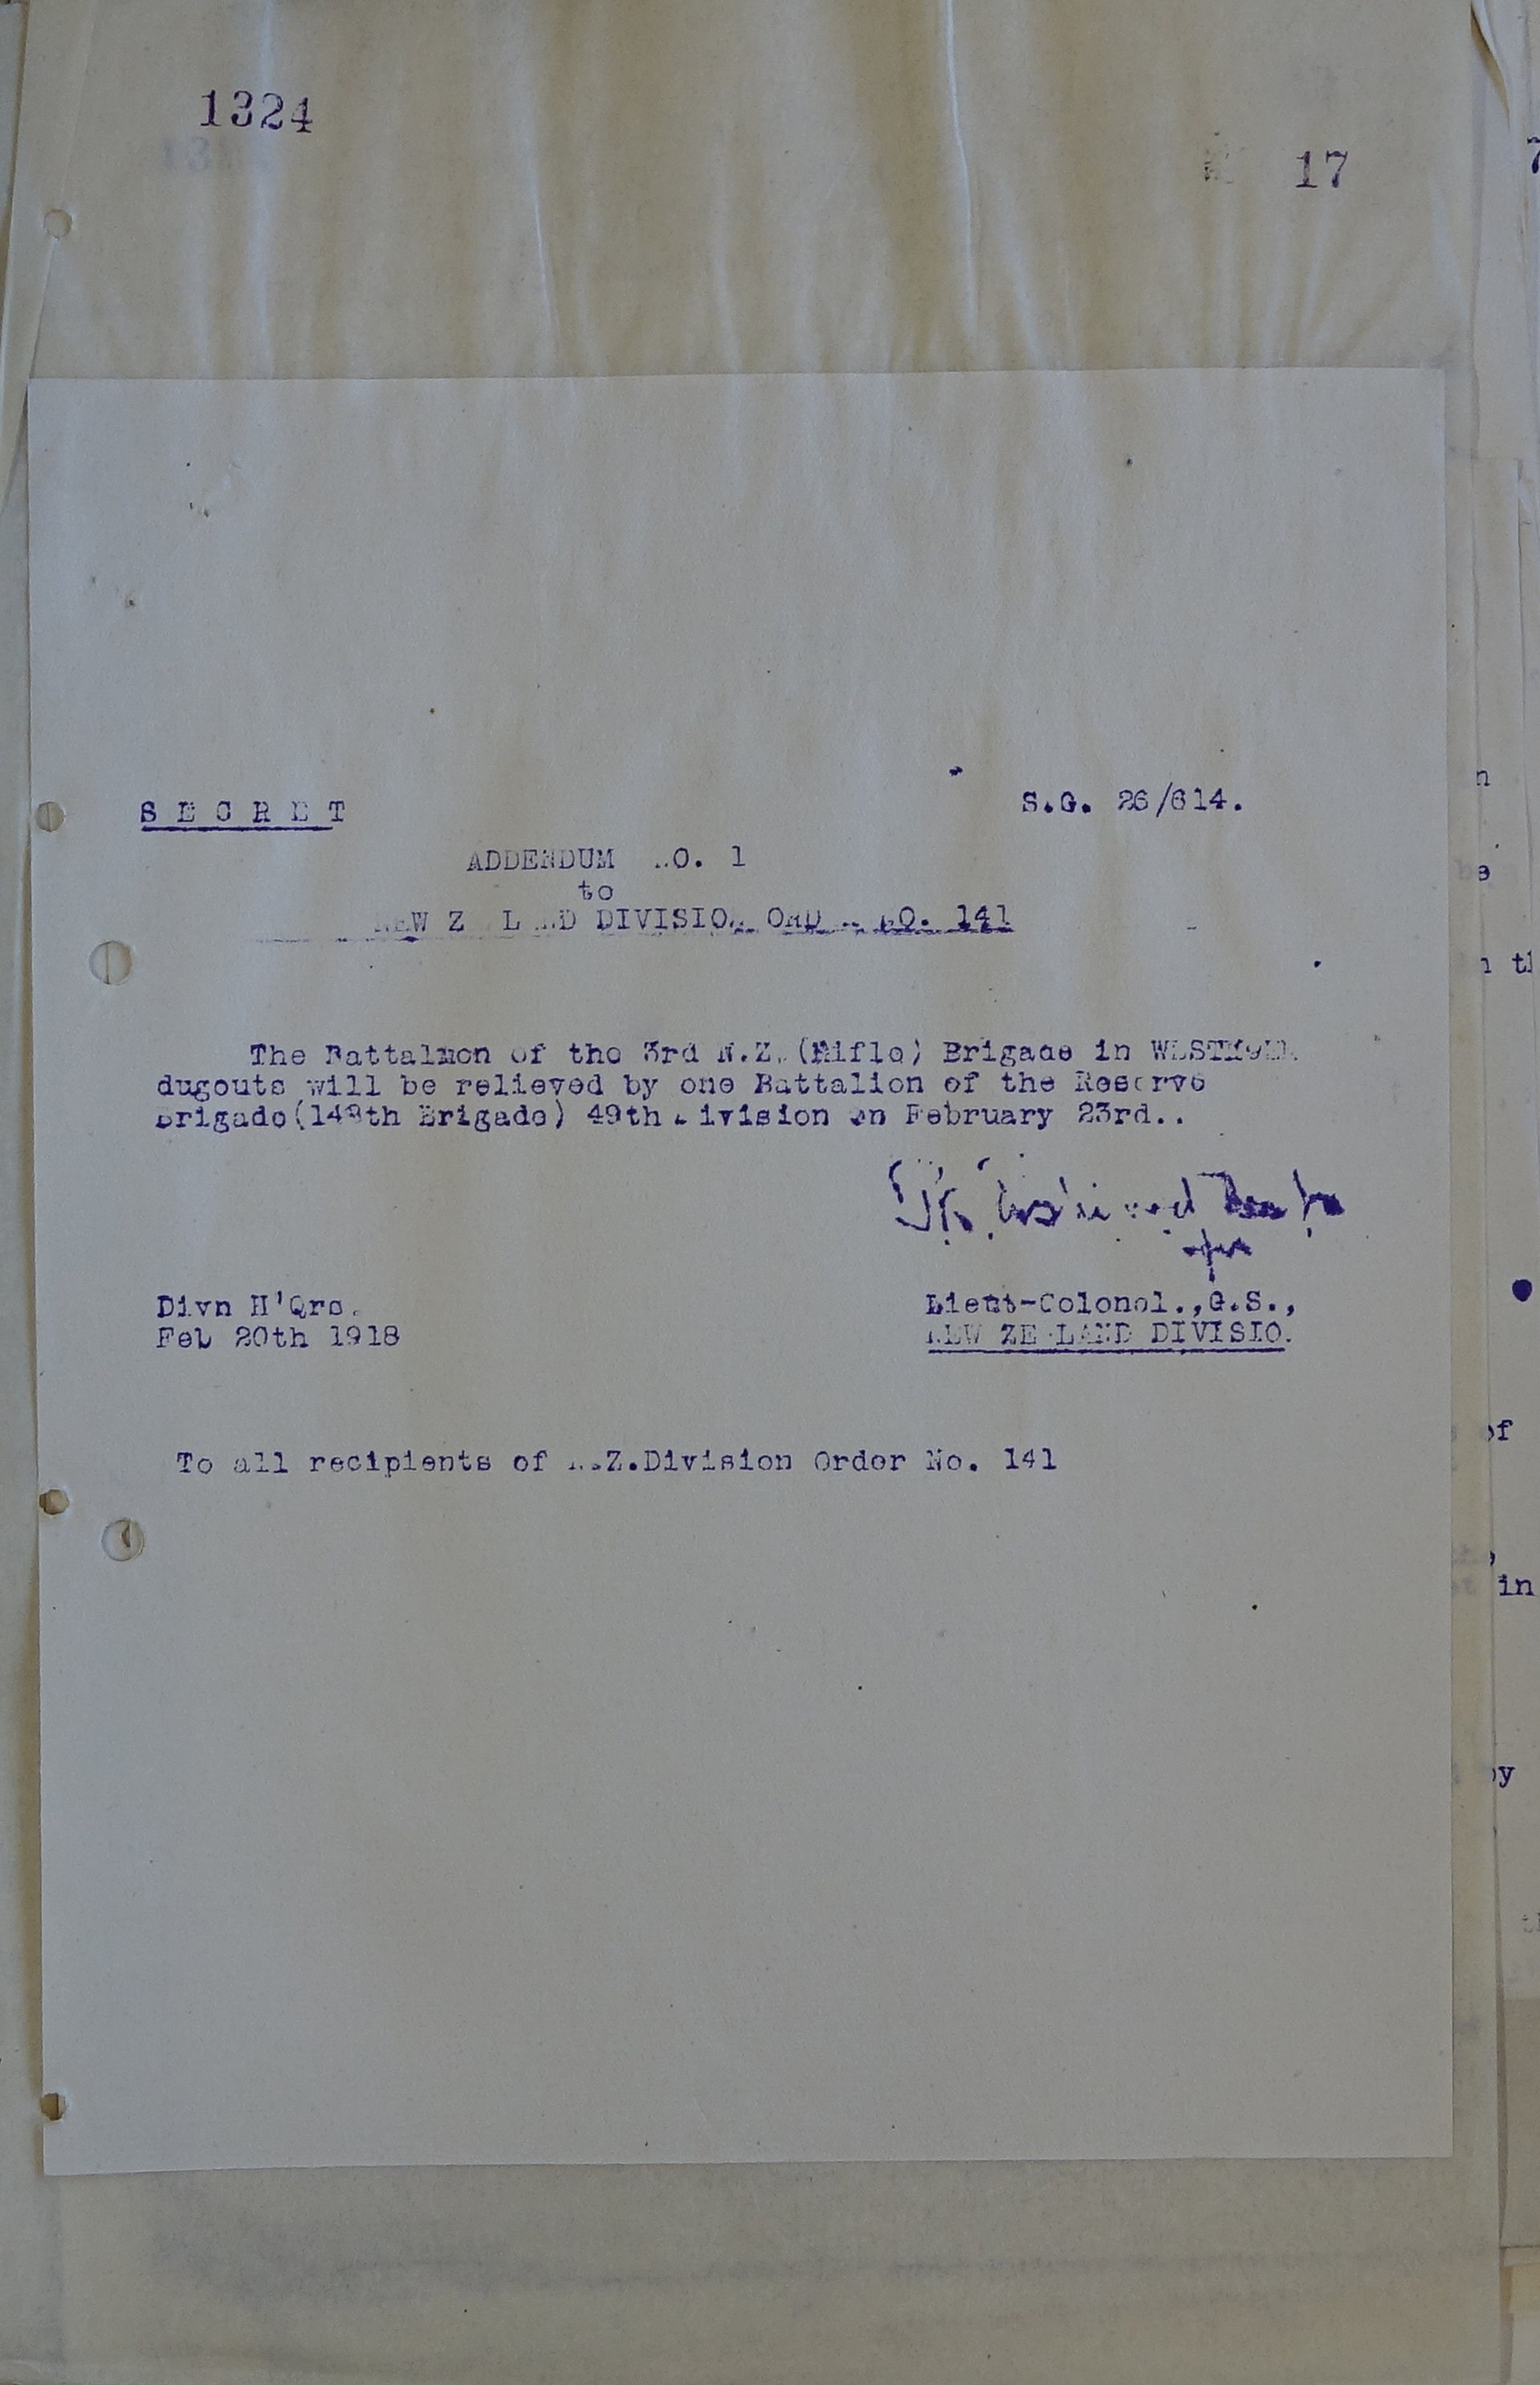 1324
17
S E C R E T
S.G. 26/614.
ADDENDUM NO. 1
to
NEW ZEALAND DIVISION ORDER NO. 141
The Battalion of the 3rd N.Z.(Rifle) Brigade in WESTHOEK
dugouts will be relieved by one Battalion of the Reserve
Brigade(148th Brigade) 49th Division on February 23rd..
Divn H'Qrs.
Feb 20th 1918
Lieut-Colonel.,G.S.,
NEW ZEALAND DIVISION.
To all recipients of N.Z.Division Order No. 141